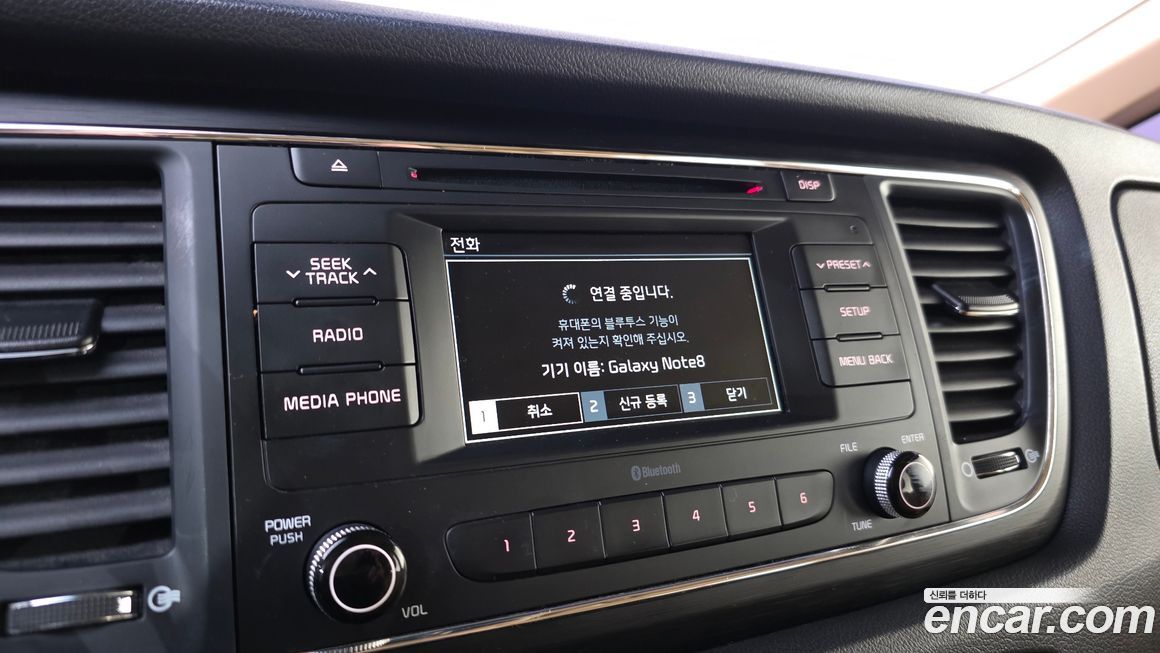 DISP
전화
SEEK
TRACK
RADIO
MEDIA PHONE
연결 중입니다.
휴대폰의 블루투스 기능이
켜져 있는지 확인해 주십시오.
기기 이름: Galaxy Note8
1 취소 2 신규 등록 3 닫기
PRESET
SETUP
MENU BACK
Bluetooth
FILE
ENTER
TUNE
POWER
PUSH
VOL
1 2 3 4 5 6
신뢰를 더하다
encar.com